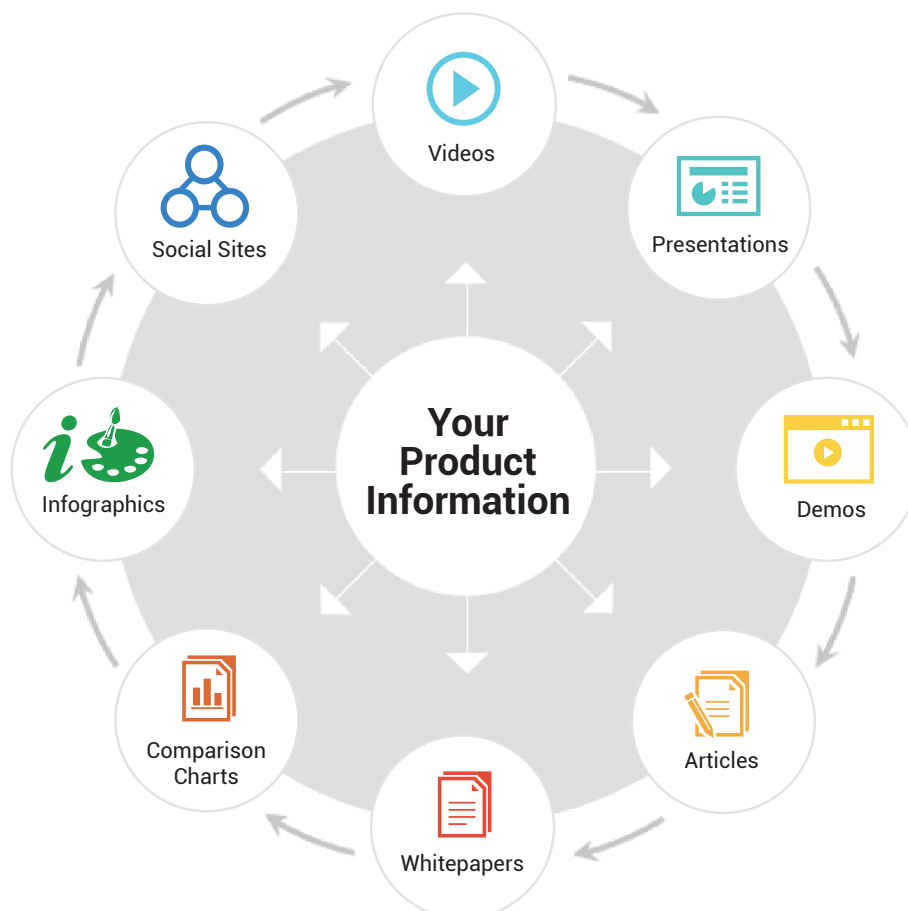 Videos
Presentations
Demos
Articles
Whitepapers
Comparison
Charts
Infographics
Social Sites
Your
Product
Information